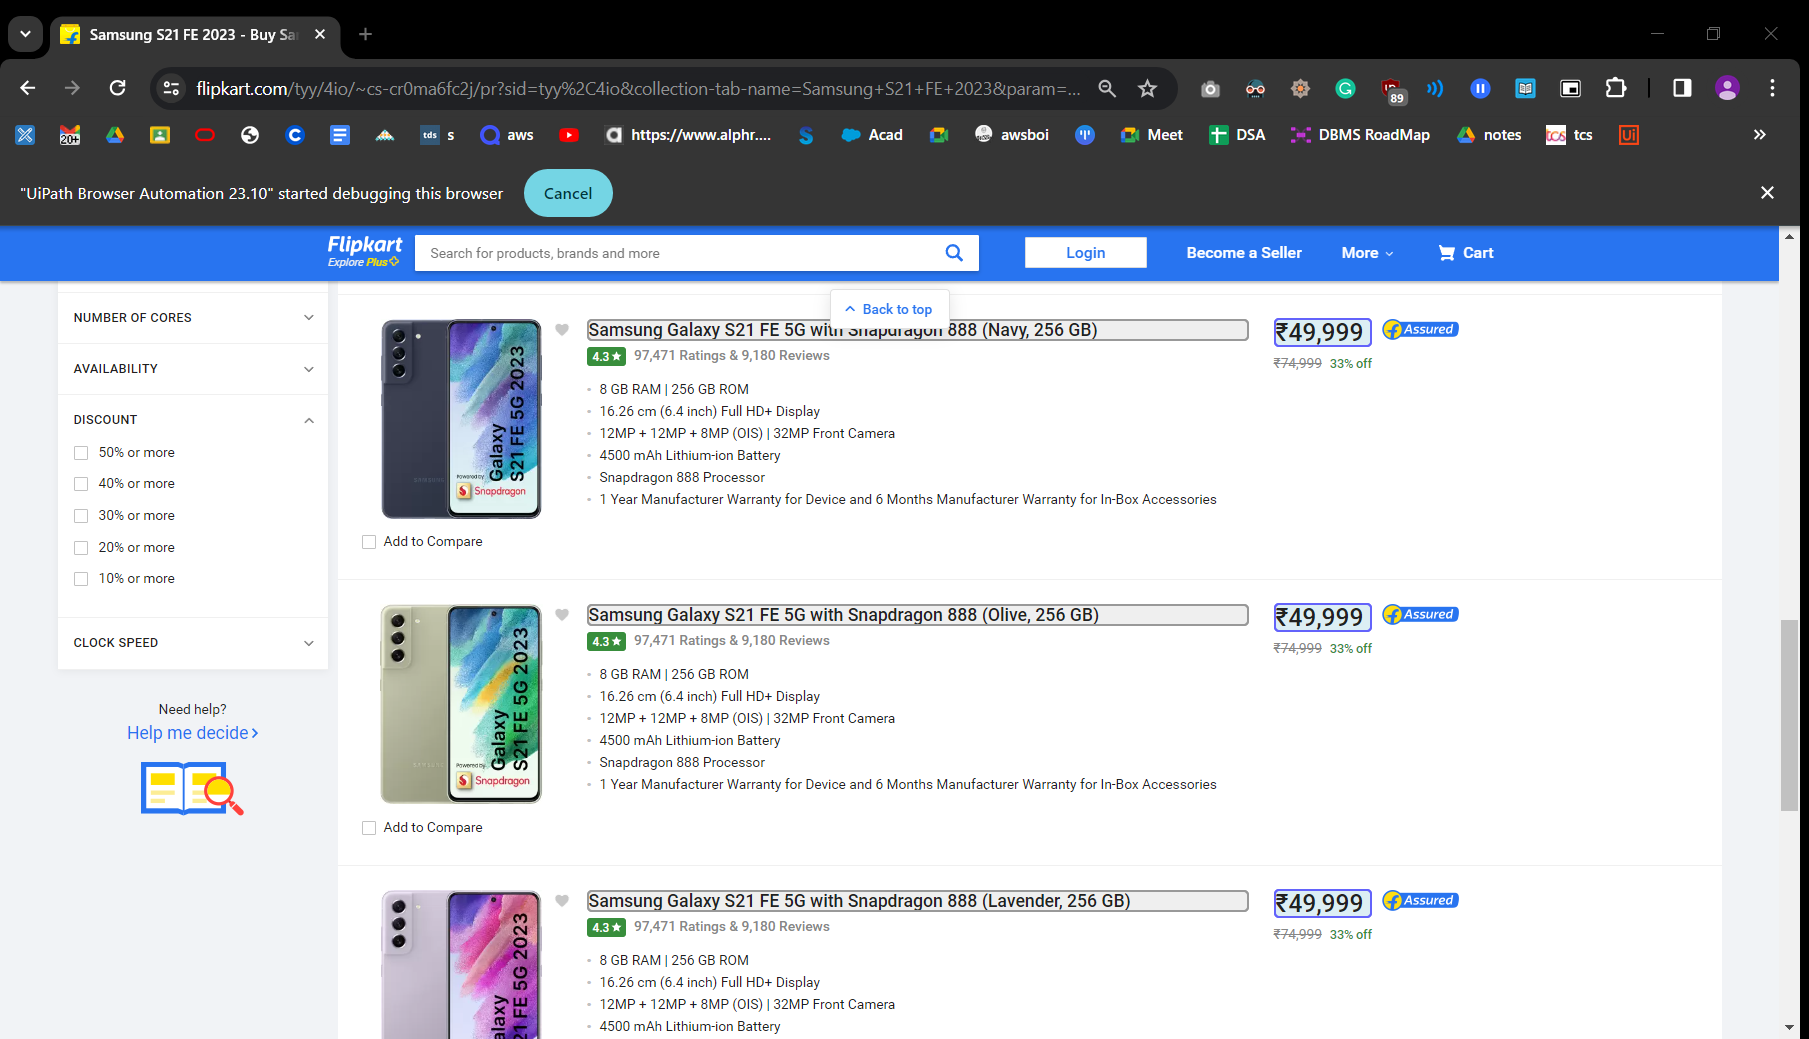 Samsung S21 FE 2023 - Buy Sa
flipkart.com/tyy/4io/~cs-cr0ma6fc2j/pr?sid=tyy%2C4io&collection-tab-name=Samsung+S21+FE+2023&param=...
89
20+
tds s
aws
https://www.alphr....
Acad
awsboi
Meet
DSA
DBMS RoadMap
notes
tcs tcs
Ui
"UiPath Browser Automation 23.10" started debugging this browser
Cancel
Flipkart
Explore Plus
Search for products, brands and more
Login
Become a Seller
More
Cart
Back to top
NUMBER OF CORES
AVAILABILITY
DISCOUNT
50% or more
40% or more
30% or more
20% or more
10% or more
CLOCK SPEED
Need help?
Help me decide
Samsung Galaxy S21 FE 5G with Snapdragon 888 (Navy, 256 GB)
4.3 97,471 Ratings & 9,180 Reviews
8 GB RAM | 256 GB ROM
16.26 cm (6.4 inch) Full HD+ Display
12MP + 12MP + 8MP (OIS) | 32MP Front Camera
4500 mAh Lithium-ion Battery
Snapdragon 888 Processor
1 Year Manufacturer Warranty for Device and 6 Months Manufacturer Warranty for In-Box Accessories
₹49,999
Assured
₹74,999 33% off
Galaxy
S21 FE 5G 2023
Powered by
Snapdragon
Add to Compare
Samsung Galaxy S21 FE 5G with Snapdragon 888 (Olive, 256 GB)
4.3 97,471 Ratings & 9,180 Reviews
8 GB RAM | 256 GB ROM
16.26 cm (6.4 inch) Full HD+ Display
12MP + 12MP + 8MP (OIS) | 32MP Front Camera
4500 mAh Lithium-ion Battery
Snapdragon 888 Processor
1 Year Manufacturer Warranty for Device and 6 Months Manufacturer Warranty for In-Box Accessories
₹49,999
Assured
₹74,999 33% off
Galaxy
S21 FE 5G 2023
Powered by
Snapdragon
Add to Compare
Samsung Galaxy S21 FE 5G with Snapdragon 888 (Lavender, 256 GB)
4.3 97,471 Ratings & 9,180 Reviews
8 GB RAM | 256 GB ROM
16.26 cm (6.4 inch) Full HD+ Display
12MP + 12MP + 8MP (OIS) | 32MP Front Camera
4500 mAh Lithium-ion Battery
₹49,999
Assured
₹74,999 33% off
alaxy
21 FE 5G 2023